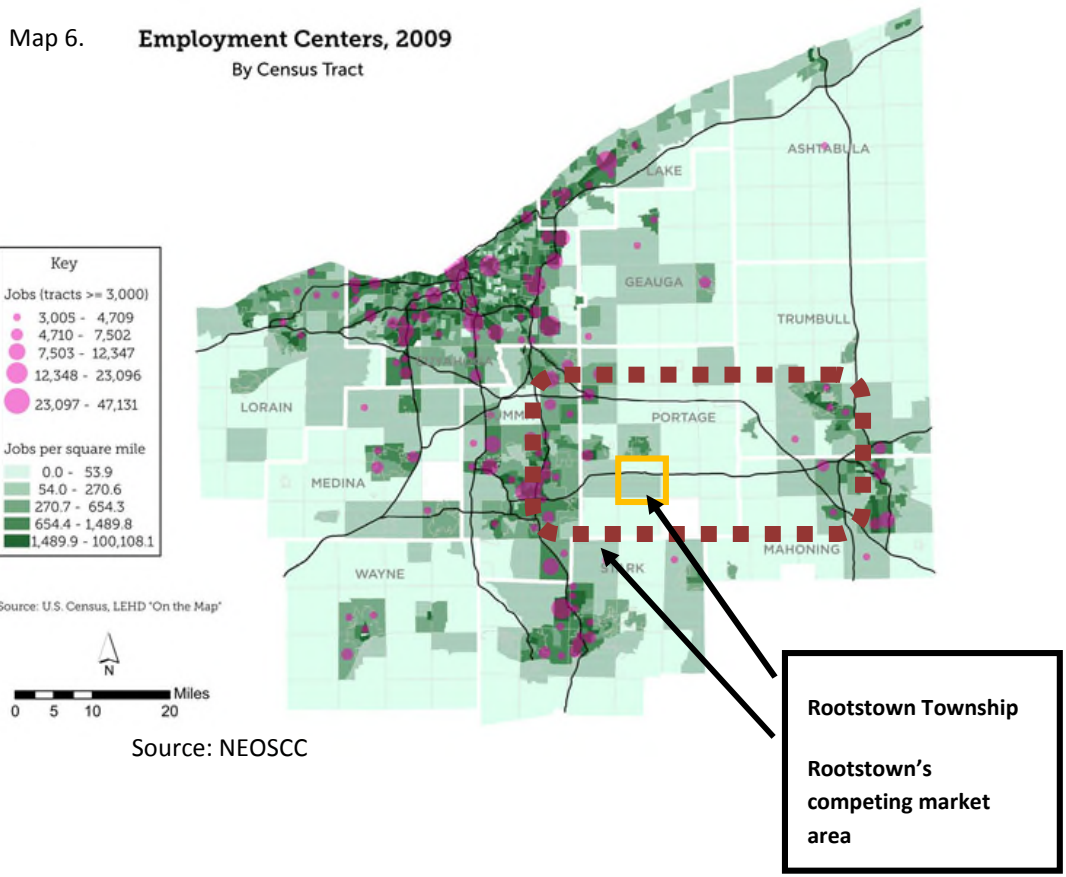 Map 6.
Employment Centers, 2009
By Census Tract
ASHTABULA
LAKE
GEAUGA
TRUMBULL
LORAIN
PORTAGE
MEDINA
MAHONING
STARK
WAYNE
Key
Jobs (tracts >= 3,000)
3,005 - 4,709
4,710 - 7,502
7,503 - 12,347
12,348 - 23,096
23,097 - 47,131
Jobs per square mile
0.0 - 53.9
54.0 - 270.6
270.7 - 654.3
654.4 - 1,489.8
1,489.9 - 100,108.1
Source: U.S. Census, LEHD "On the Map"
N
Miles
0 5 10 20
Source: NEOSCC
Rootstown Township
Rootstown’s
competing market
area